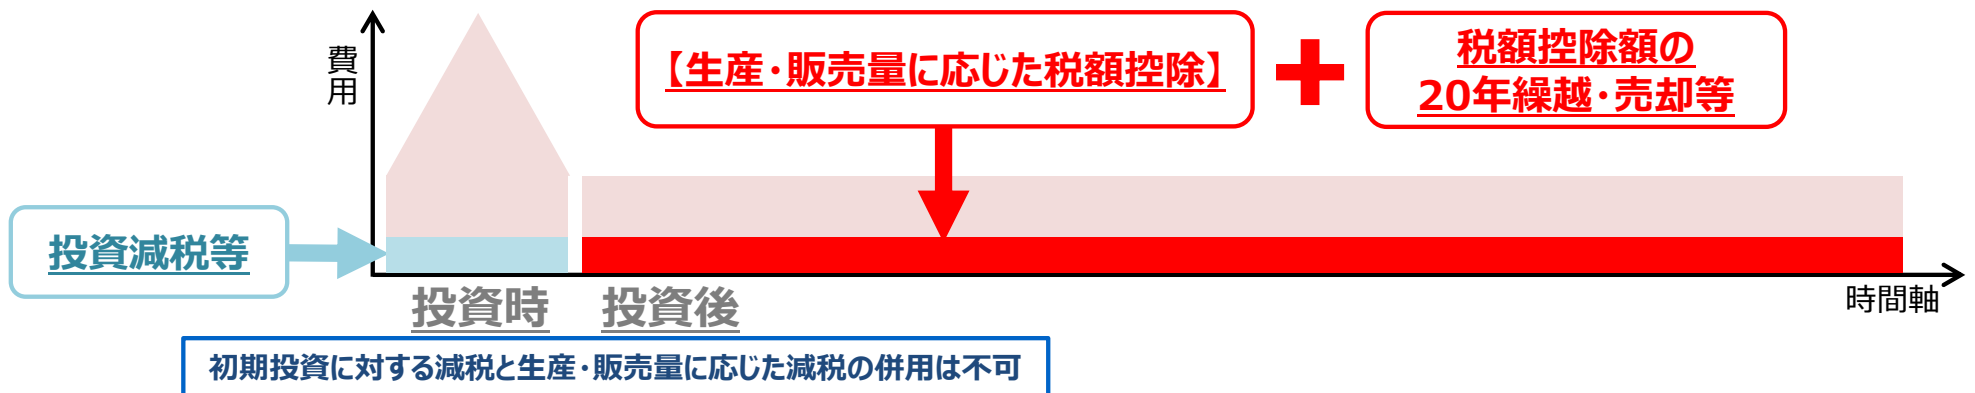 費用
【生産・販売量に応じた税額控除】
税額控除額の
20年繰越・売却等
投資減税等
投資時
投資後
時間軸
初期投資に対する減税と生産・販売量に応じた減税の併用は不可